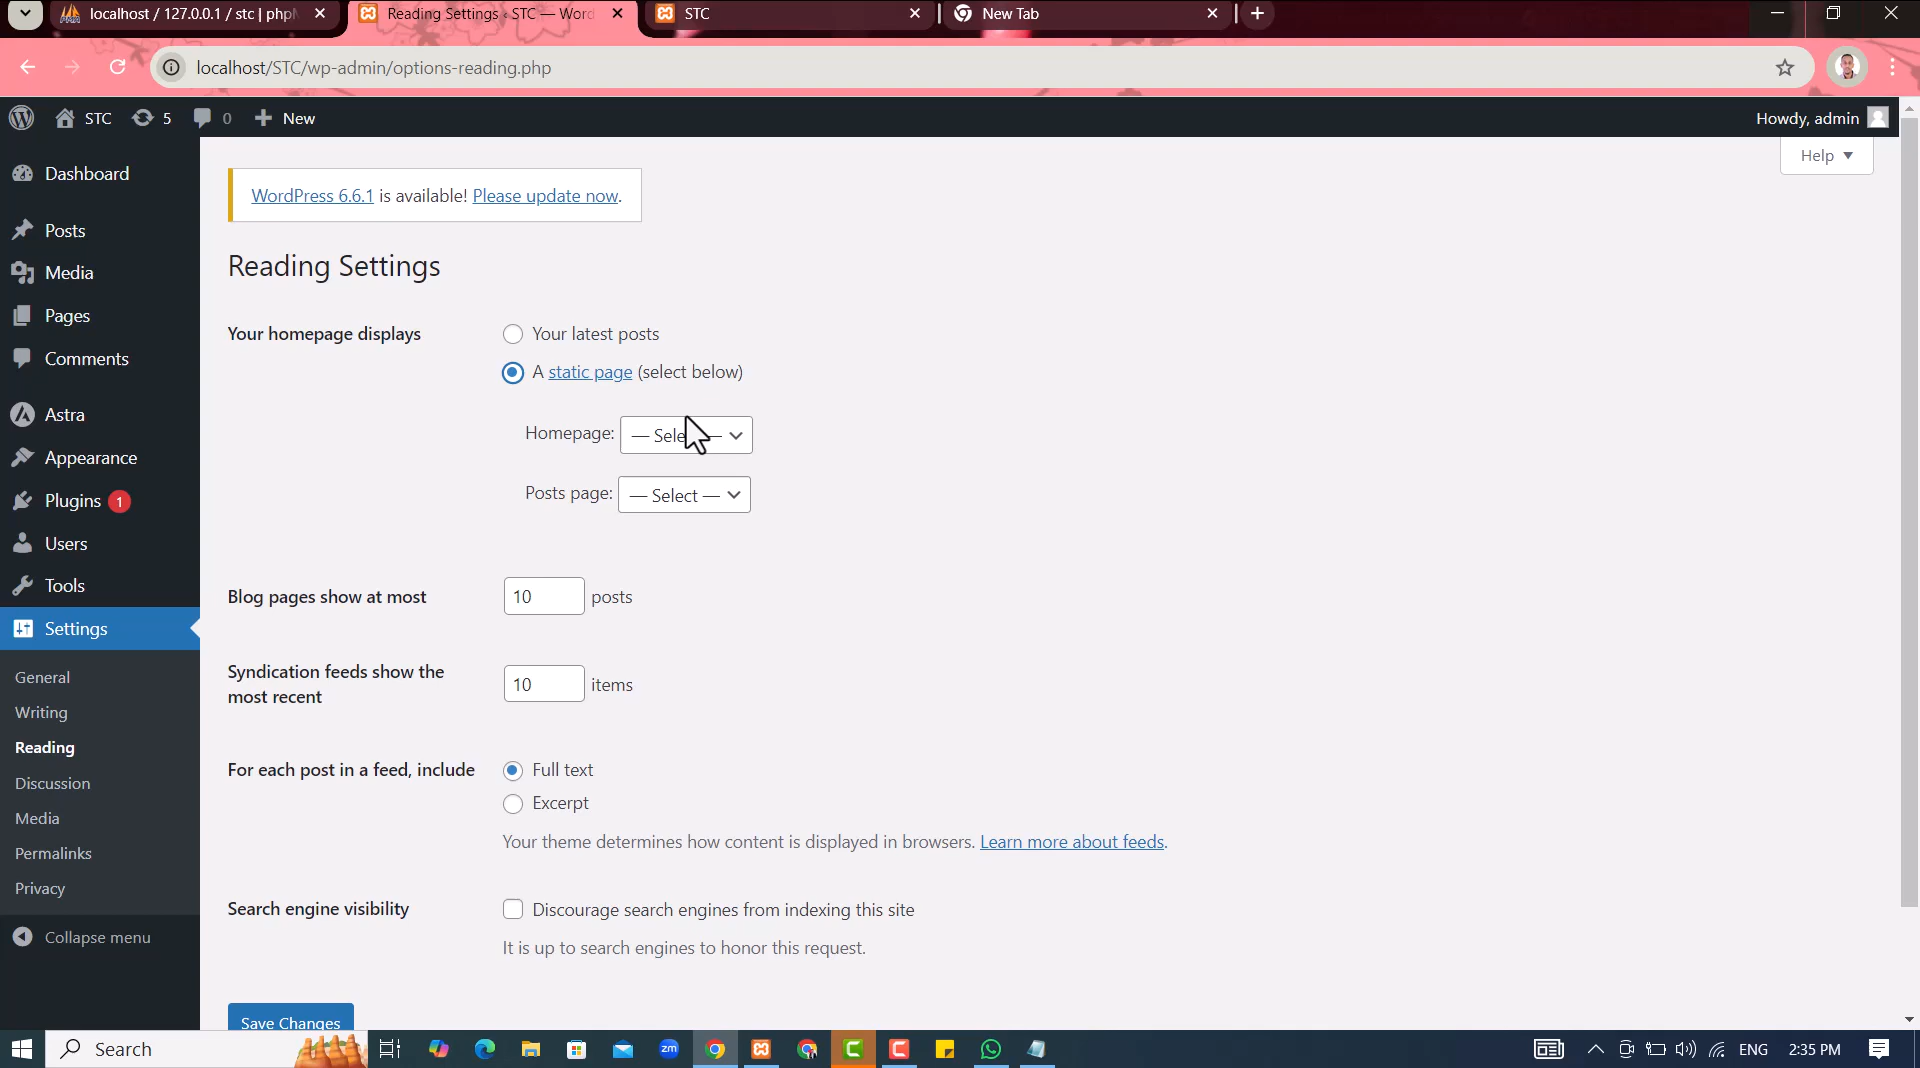 localhost / 127.0.0.1 / stc | phpM
Reading Settings ‹ STC — Word
STC
New Tab
localhost/STC/wp-admin/options-reading.php
STC
5
0
New
Howdy, admin
Help
Dashboard
Posts
Media
Pages
Comments
Astra
Appearance
Plugins 1
Users
Tools
Settings
General
Writing
Reading
Discussion
Media
Permalinks
Privacy
Collapse menu
WordPress 6.6.1 is available! Please update now.
Reading Settings
Your homepage displays
Your latest posts
A static page (select below)
Homepage:
Posts page: — Select —
Blog pages show at most 10 posts
Syndication feeds show the
most recent
10 items
For each post in a feed, include
Full text
Excerpt
Your theme determines how content is displayed in browsers. Learn more about feeds.
Search engine visibility
Discourage search engines from indexing this site
It is up to search engines to honor this request.
Save Changes
Search
zm
ENG
2:35 PM